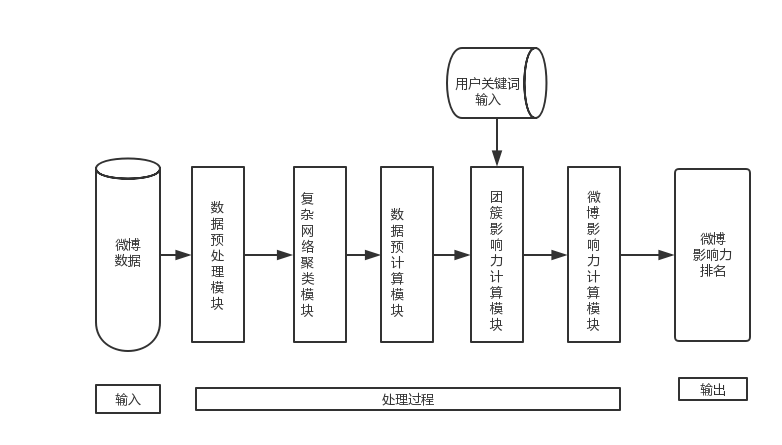 用户关键词
输入
微博
数据
数据预处理模块
复杂网络聚类模块
数据预计算模块
团簇影响力计算模块
微博影响力计算模块
微博
影响力
排名
输入
处理过程
输出